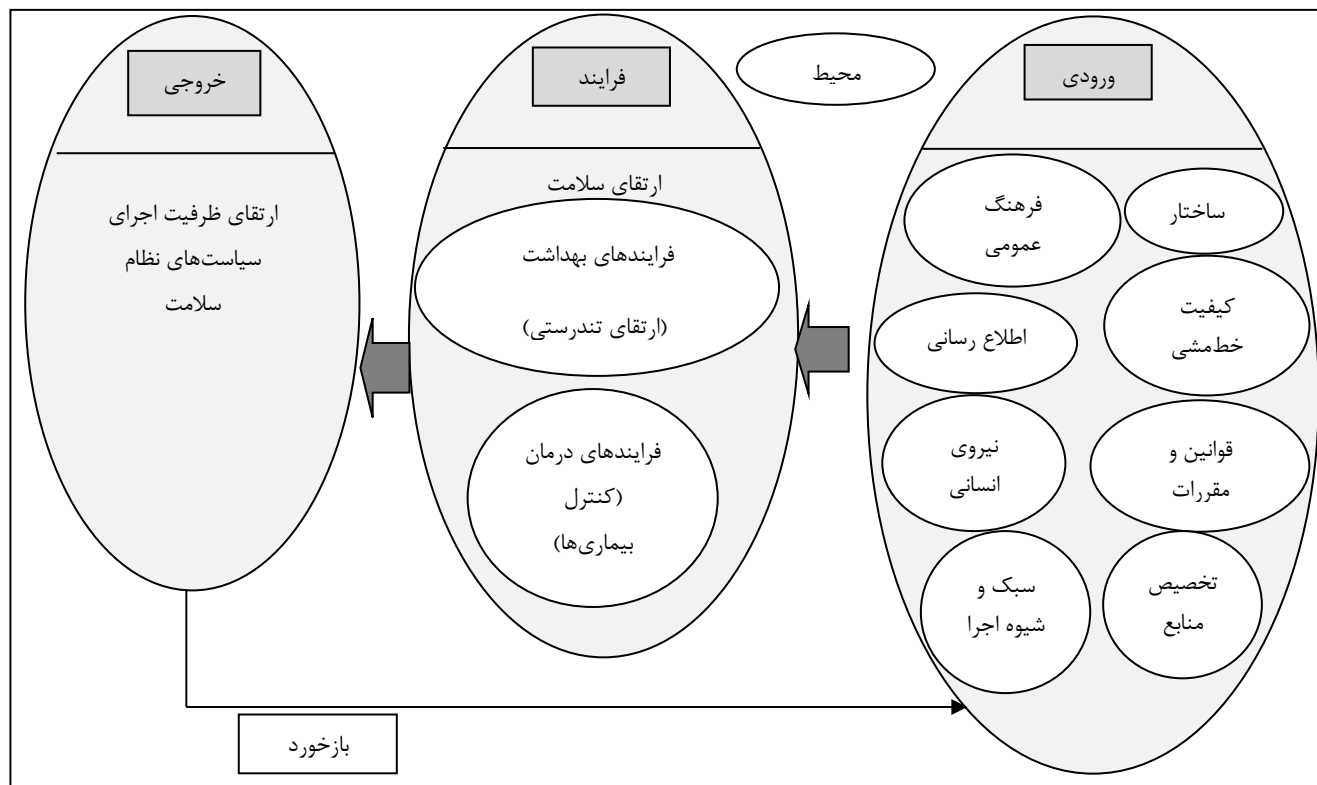 ورودی
ساختار
فرهنگ
عمومی
کیفیت
خط‌مشی
اطلاع رسانی
قوانین و
مقررات
نیروی
انسانی
تخصیص
منابع
سبک و
شیوه اجرا
محیط
فرایند
ارتقای سلامت
فرایندهای بهداشت
(ارتقای تندرستی)
فرایندهای درمان
(کنترل
بیماری‌ها)
خروجی
ارتقای ظرفیت اجرای
سیاست‌های نظام
سلامت
بازخورد